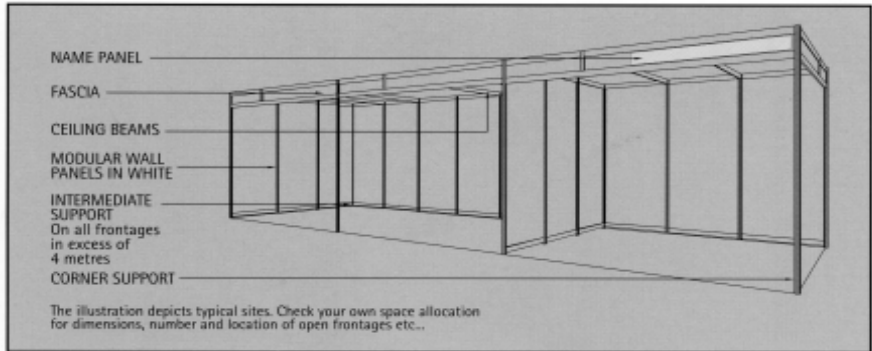 NAME PANEL
FASCIA
CEILING BEAMS
MODULAR WALL
PANELS IN WHITE
INTERMEDIATE
SUPPORT
On all frontages
in excess of
4 metres
CORNER SUPPORT
The illustration depicts typical sites. Check your own space allocation
for dimensions, number and location of open frontages etc...